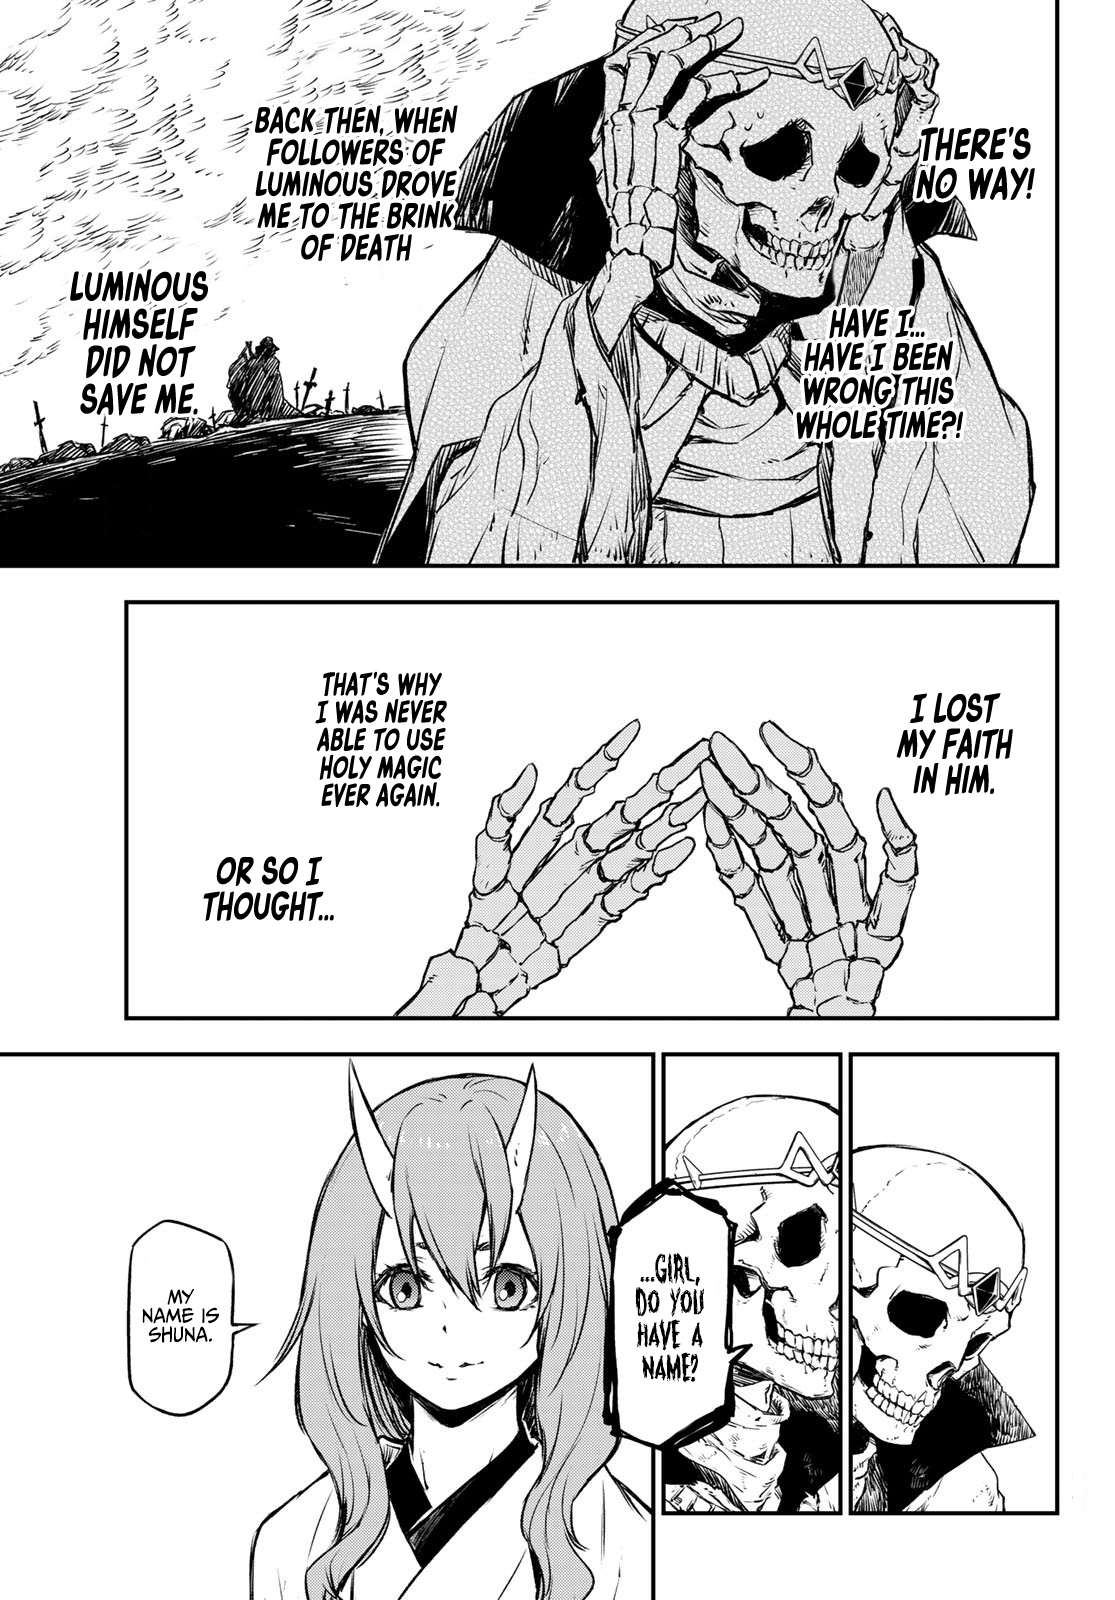 THERE'S
NO WAY!
HAVE I...
HAVE I BEEN
WRONG THIS
WHOLE TIME?!
BACK THEN, WHEN
FOLLOWERS OF
LUMINOUS DROVE
ME TO THE BRINK
OF DEATH
LUMINOUS
HIMSELF
DID NOT
SAVE ME.
I LOST
MY FAITH
IN HIM.
THAT'S WHY
I WAS NEVER
ABLE TO USE
HOLY MAGIC
EVER AGAIN.
OR SO I
THOUGHT...
...GIRL,
DO YOU
HAVE A
NAME?
MY
NAME IS
SHUNA.